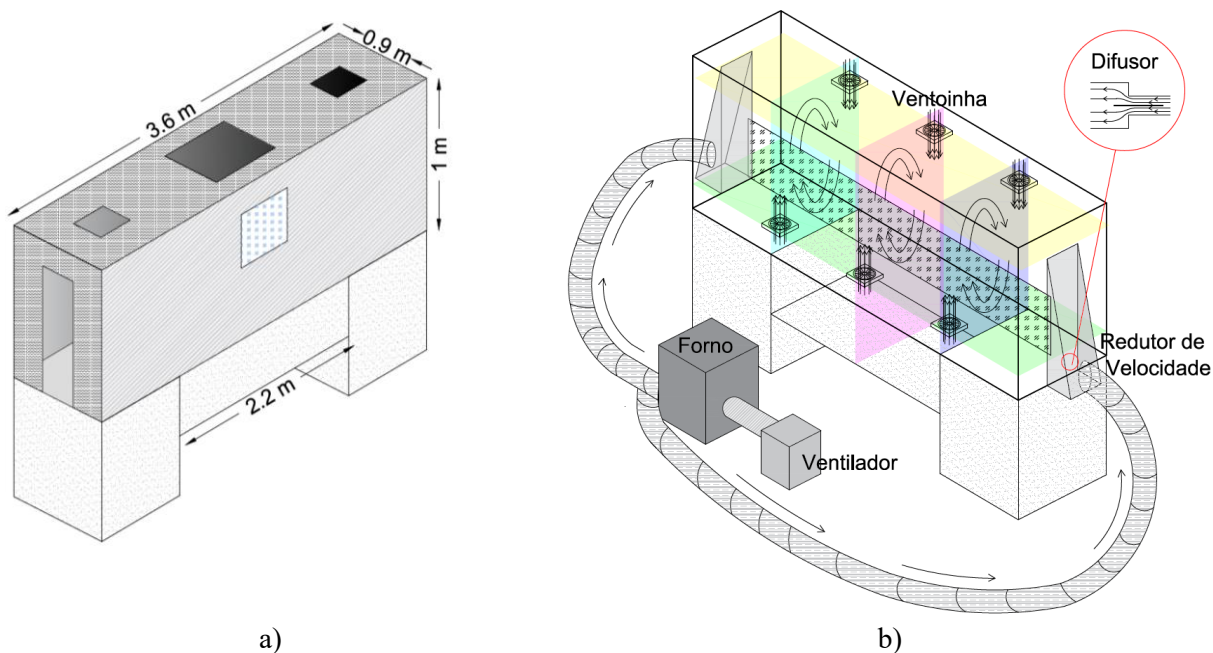 3.6 m
0.9 m
1 m
2.2 m
a)
Difusor
Ventoinha
Redutor de
Velocidade
Forno
Ventilador
b)